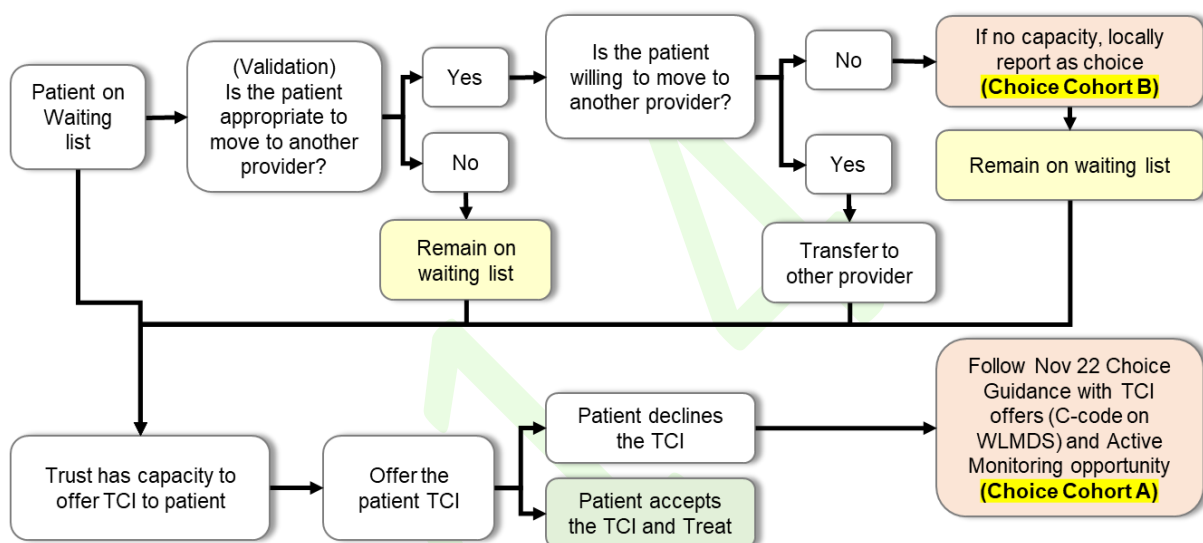 Patient on
Waiting
list
(Validation)
Is the patient
appropriate to
move to another
provider?
Yes
No
Remain on
waiting list
Is the patient
willing to move to
another provider?
No
Yes
Transfer to
other provider
If no capacity, locally
report as choice
(Choice Cohort B)
Remain on waiting list
Trust has capacity to
offer TCI to patient
Offer the
patient TCI
Patient declines
the TCI
Patient accepts
the TCI and Treat
Follow Nov 22 Choice
Guidance with TCI
offers (C-code on
WLMDS) and Active
Monitoring opportunity
(Choice Cohort A)